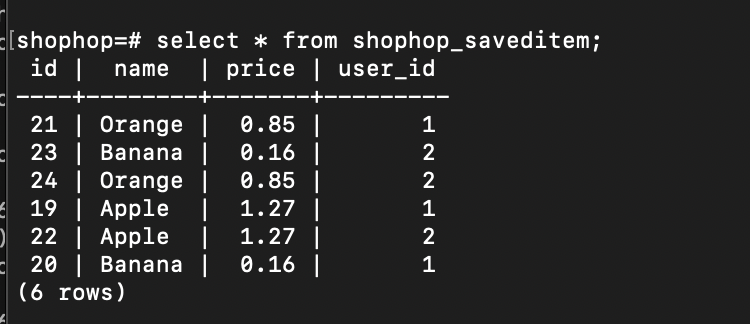 [shophop=# select * from shophop_saveditem;
 id |  name  | price | user_id
----+--------+-------+---------
 21 | Orange |  0.85 |       1
 23 | Banana |  0.16 |       2
 24 | Orange |  0.85 |       2
 19 | Apple  |  1.27 |       1
 22 | Apple  |  1.27 |       2
 20 | Banana |  0.16 |       1
(6 rows)